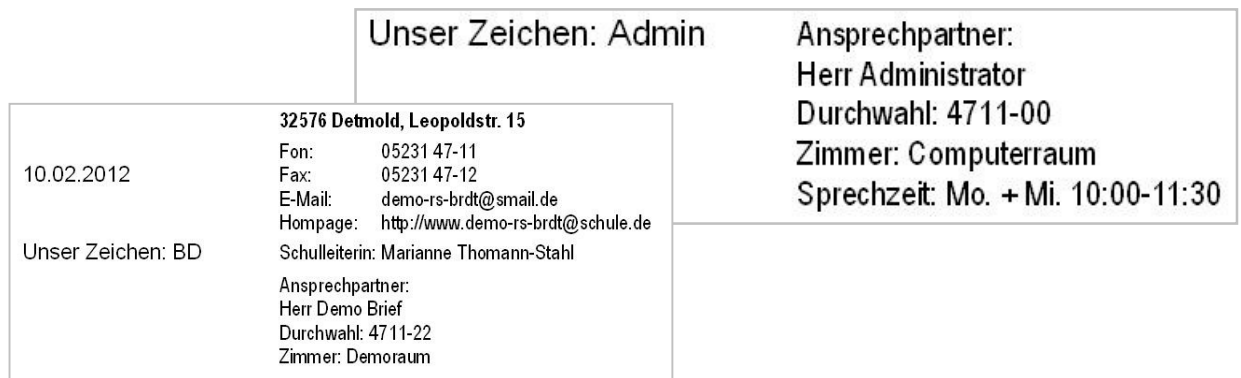 Unser Zeichen: Admin
Ansprechpartner:
Herr Administrator
Durchwahl: 4711-00
Zimmer: Computerraum
Sprechzeit: Mo. + Mi. 10:00-11:30
32576 Detmold, Leopoldstr. 15
Fon: 05231 47-11
10.02.2012
Fax: 05231 47-12
E-Mail: demo-rs-brdt@smail.de
Hompage: http://www.demo-rs-brdt@schule.de
Unser Zeichen: BD
Schulleiterin: Marianne Thomann-Stahl
Ansprechpartner:
Herr Demo Brief
Durchwahl: 4711-22
Zimmer: Demoraum